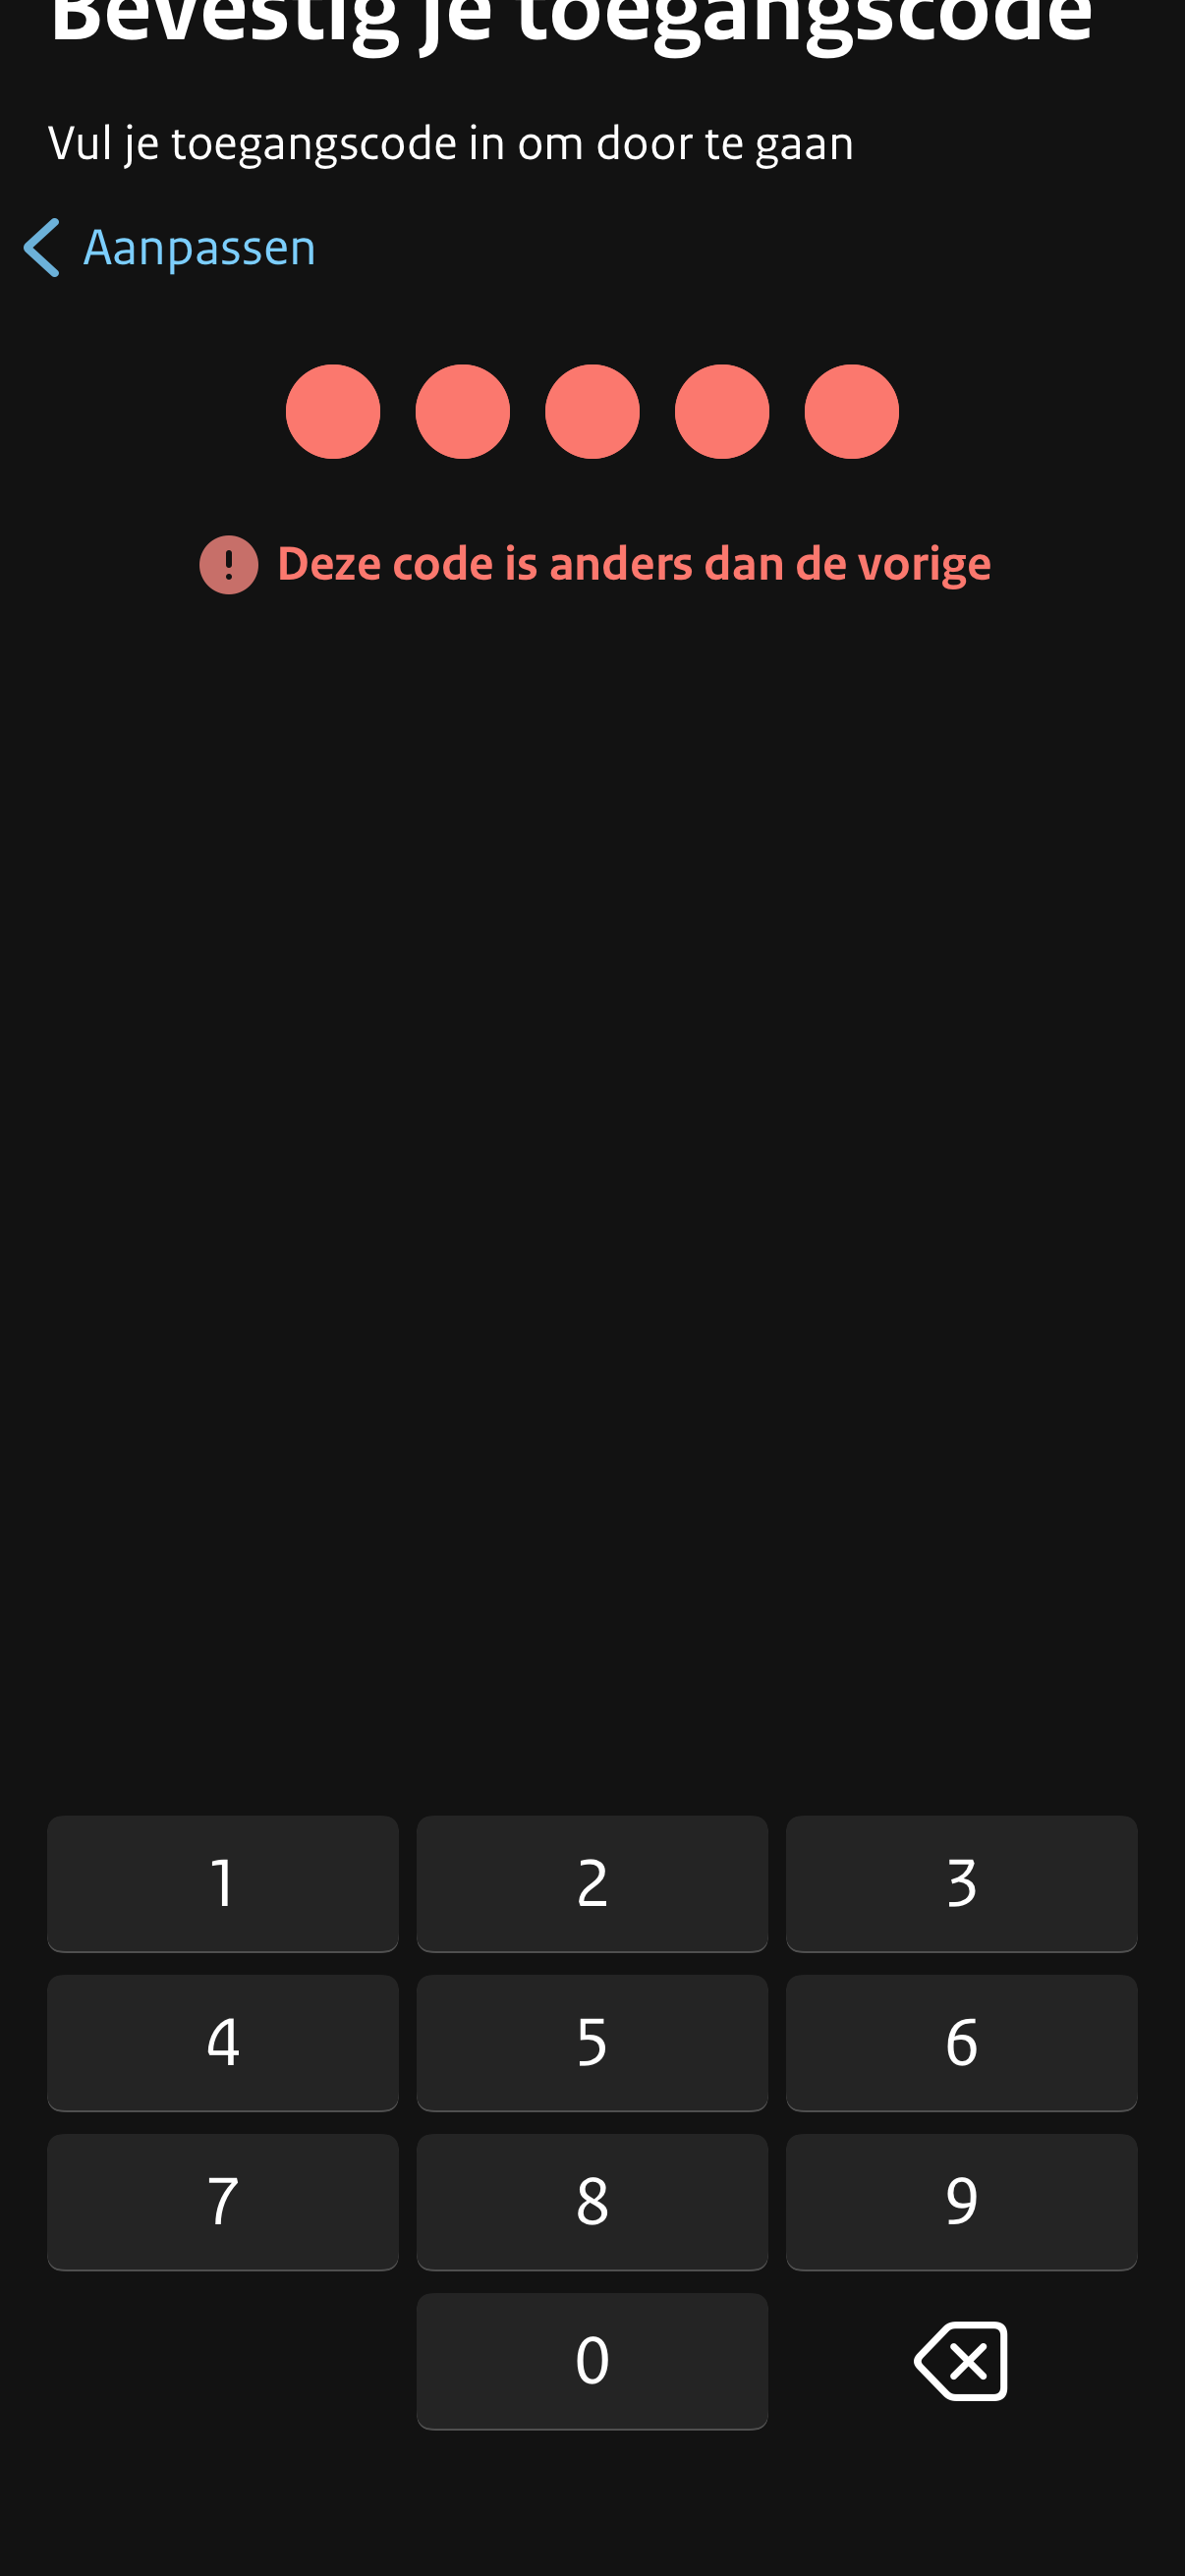 Bevestig je toegangscode
Vul je toegangscode in om door te gaan
Aanpassen
Deze code is anders dan de vorige
1 2 3
4 5 6
7 8 9
0